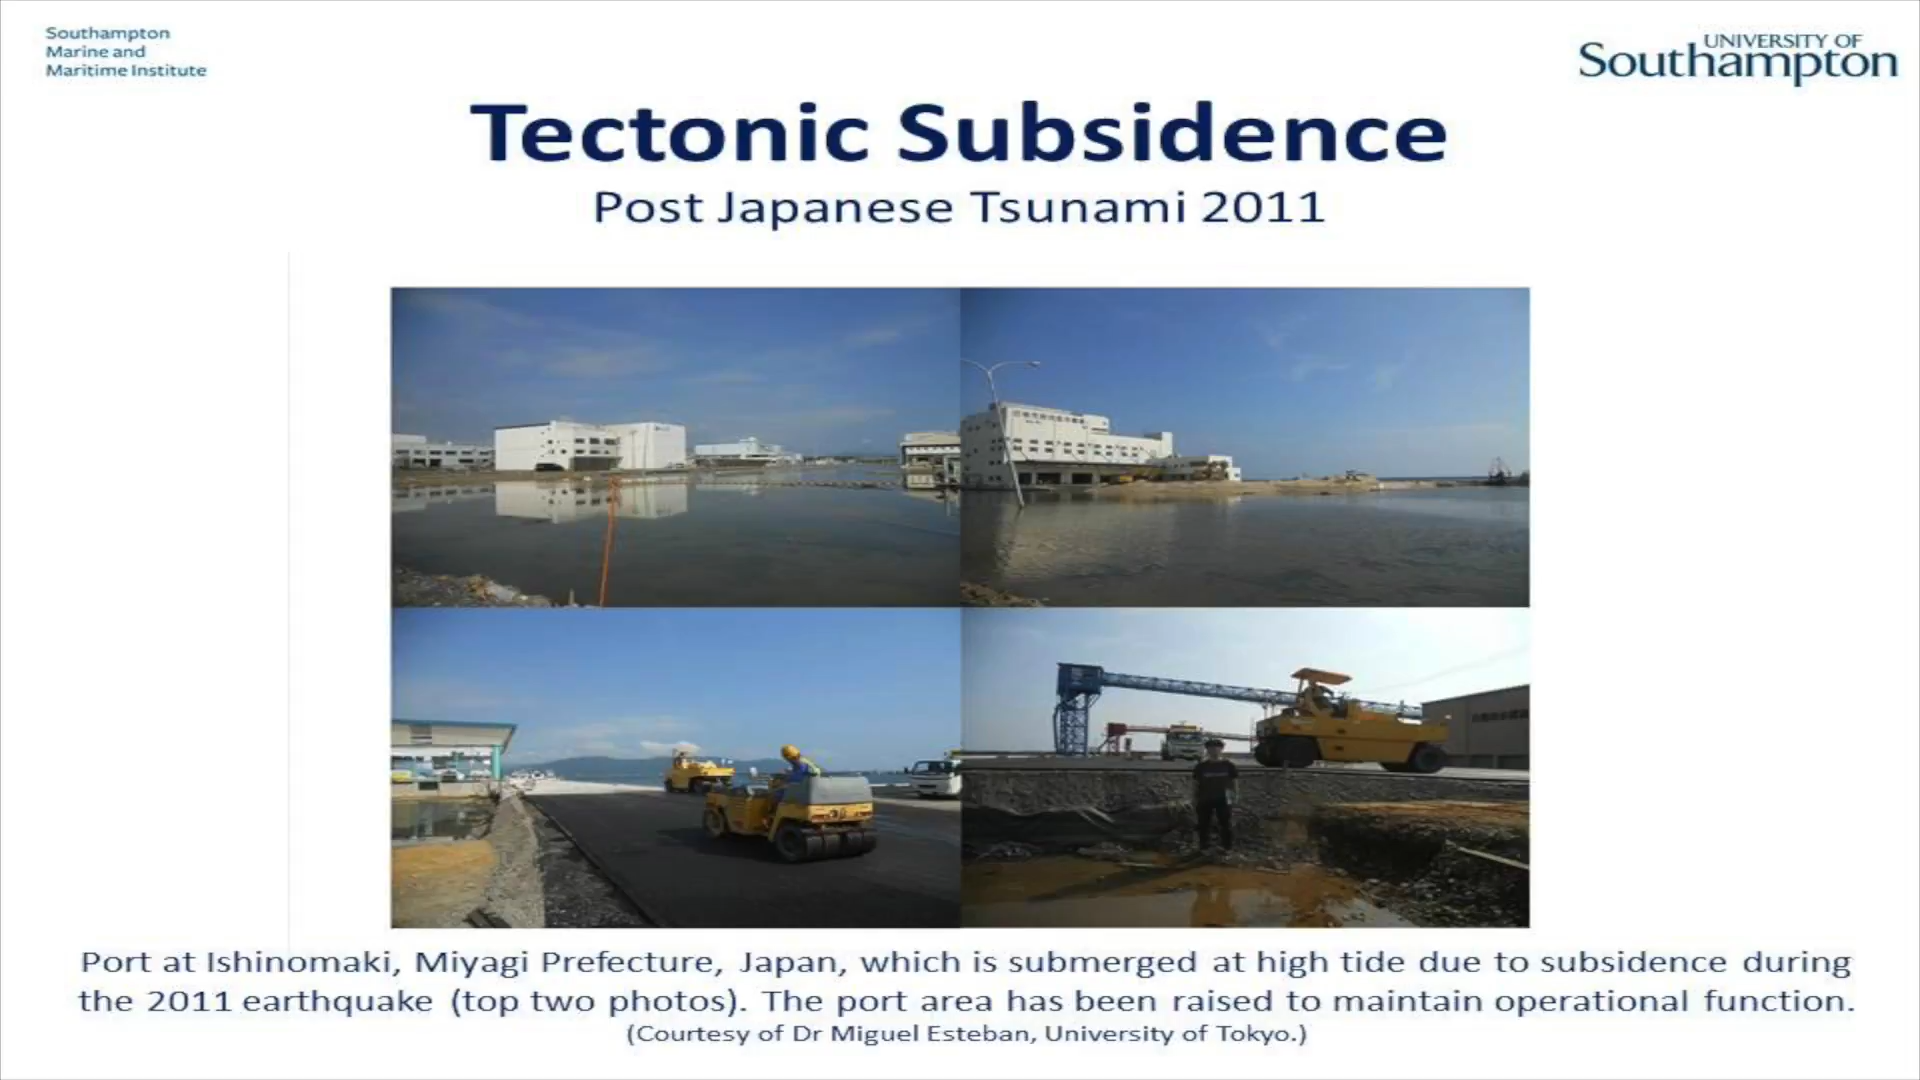 Southampton
Marine and
Maritime Institute
UNIVERSITY OF
Southampton
Tectonic Subsidence
Post Japanese Tsunami 2011
Port at Ishinomaki, Miyagi Prefecture, Japan, which is submerged at high tide due to subsidence during
the 2011 earthquake (top two photos). The port area has been raised to maintain operational function.
(Courtesy of Dr Miguel Esteban, University of Tokyo.)